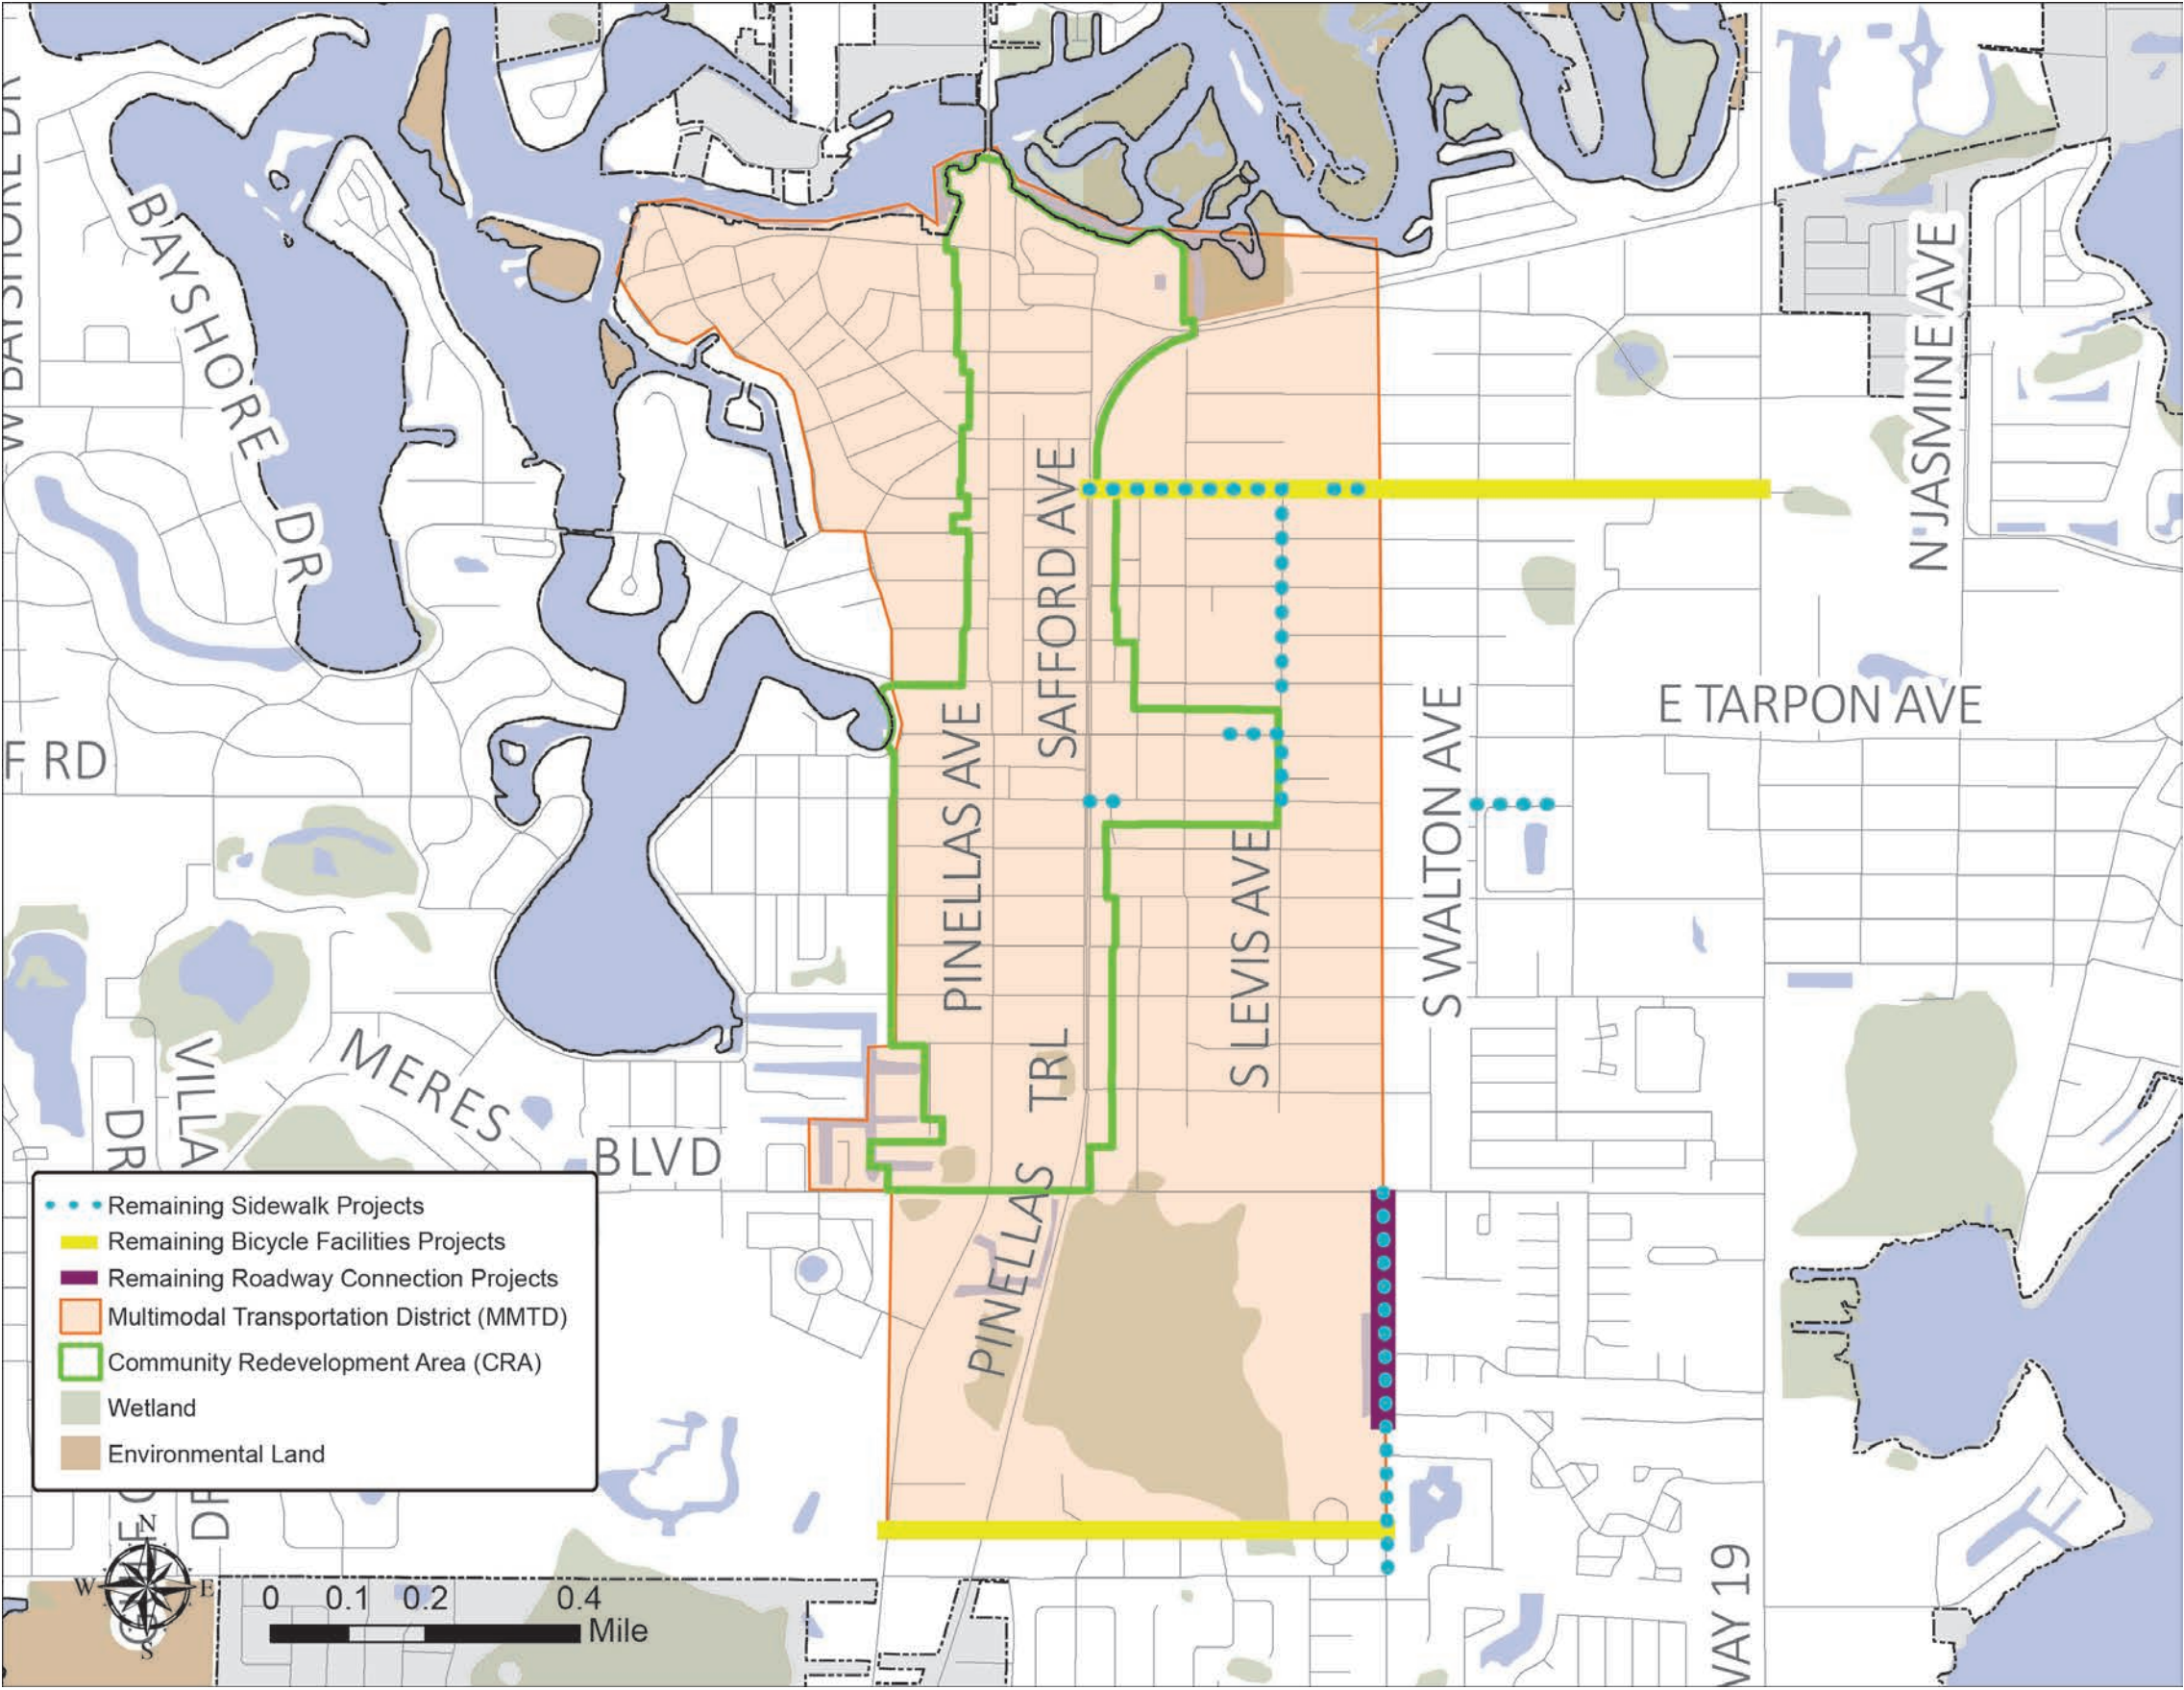 W BAYSHORE DR
BAYSHORE DR
N JASMINE AVE
SAFFORD AVE
E TARPON AVE
F RD
PINELLAS AVE
S WALTON AVE
S LEVIS AVE
MERES
BLVD
VILLA
DR
DR
PINELLAS TRL
WAY 19
Remaining Sidewalk Projects
Remaining Bicycle Facilities Projects
Remaining Roadway Connection Projects
Multimodal Transportation District (MMTD)
Community Redevelopment Area (CRA)
Wetland
Environmental Land
N
W E
S
0 0.1 0.2 0.4
Mile